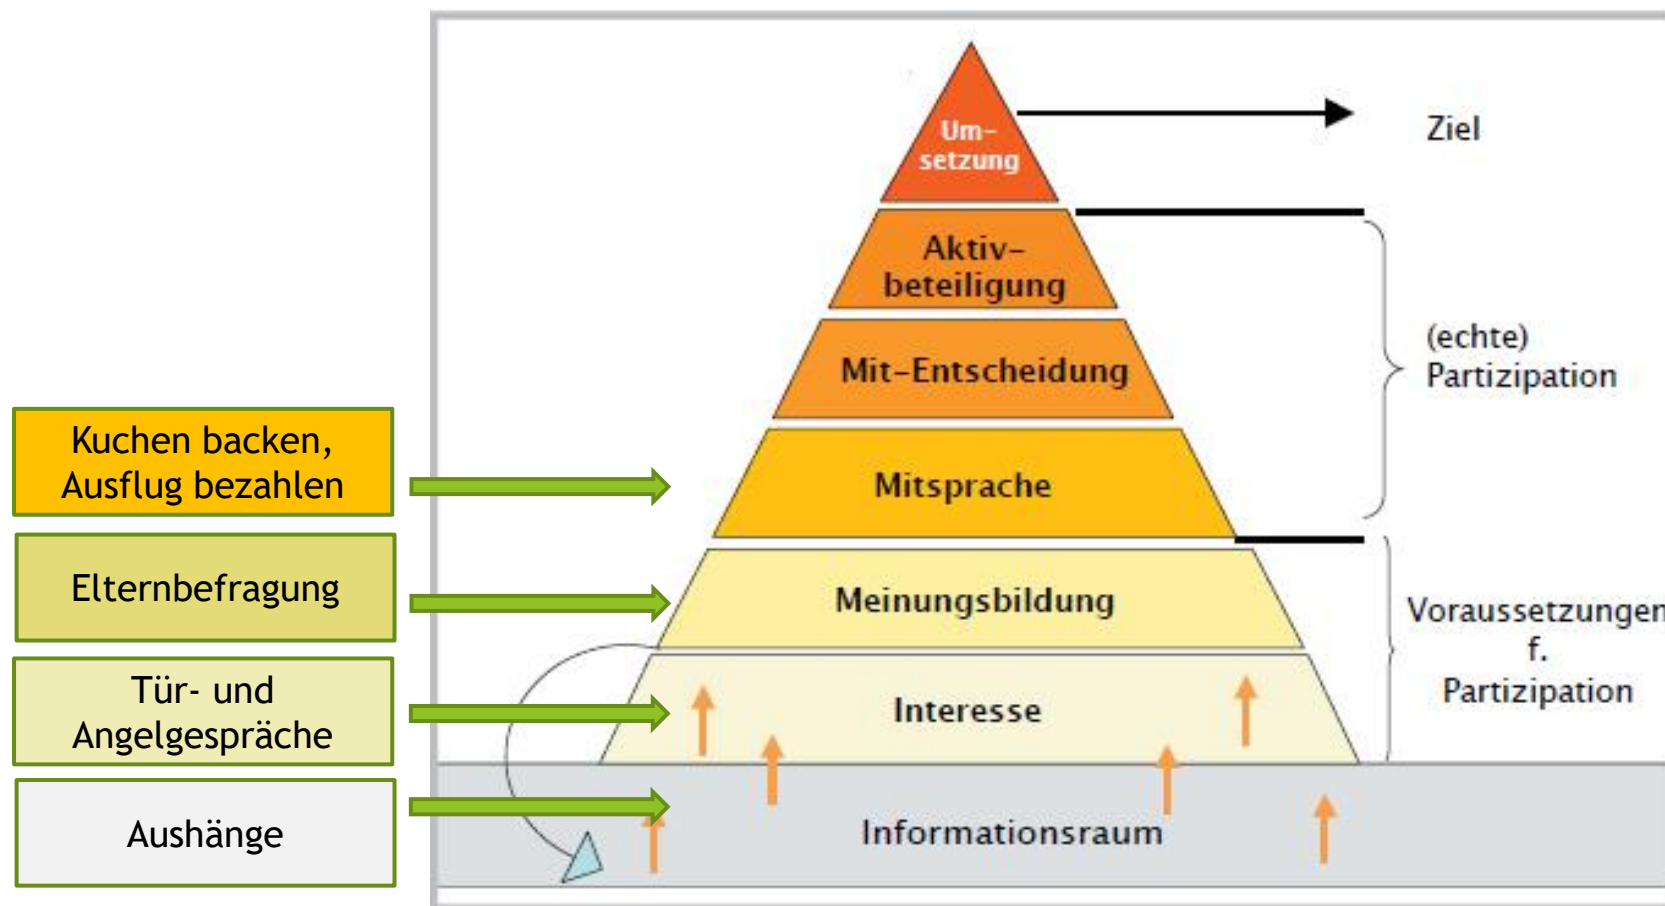 Um-
setzung
Ziel
Aktiv-
beteiligung
Mit-Entscheidung
(echte)
Partizipation
Kuchen backen,
Ausflug bezahlen
Mitsprache
Elternbefragung
Meinungsbildung
Voraussetzungen
f.
Partizipation
Tür- und
Angelgespräche
Interesse
Aushänge
Informationsraum